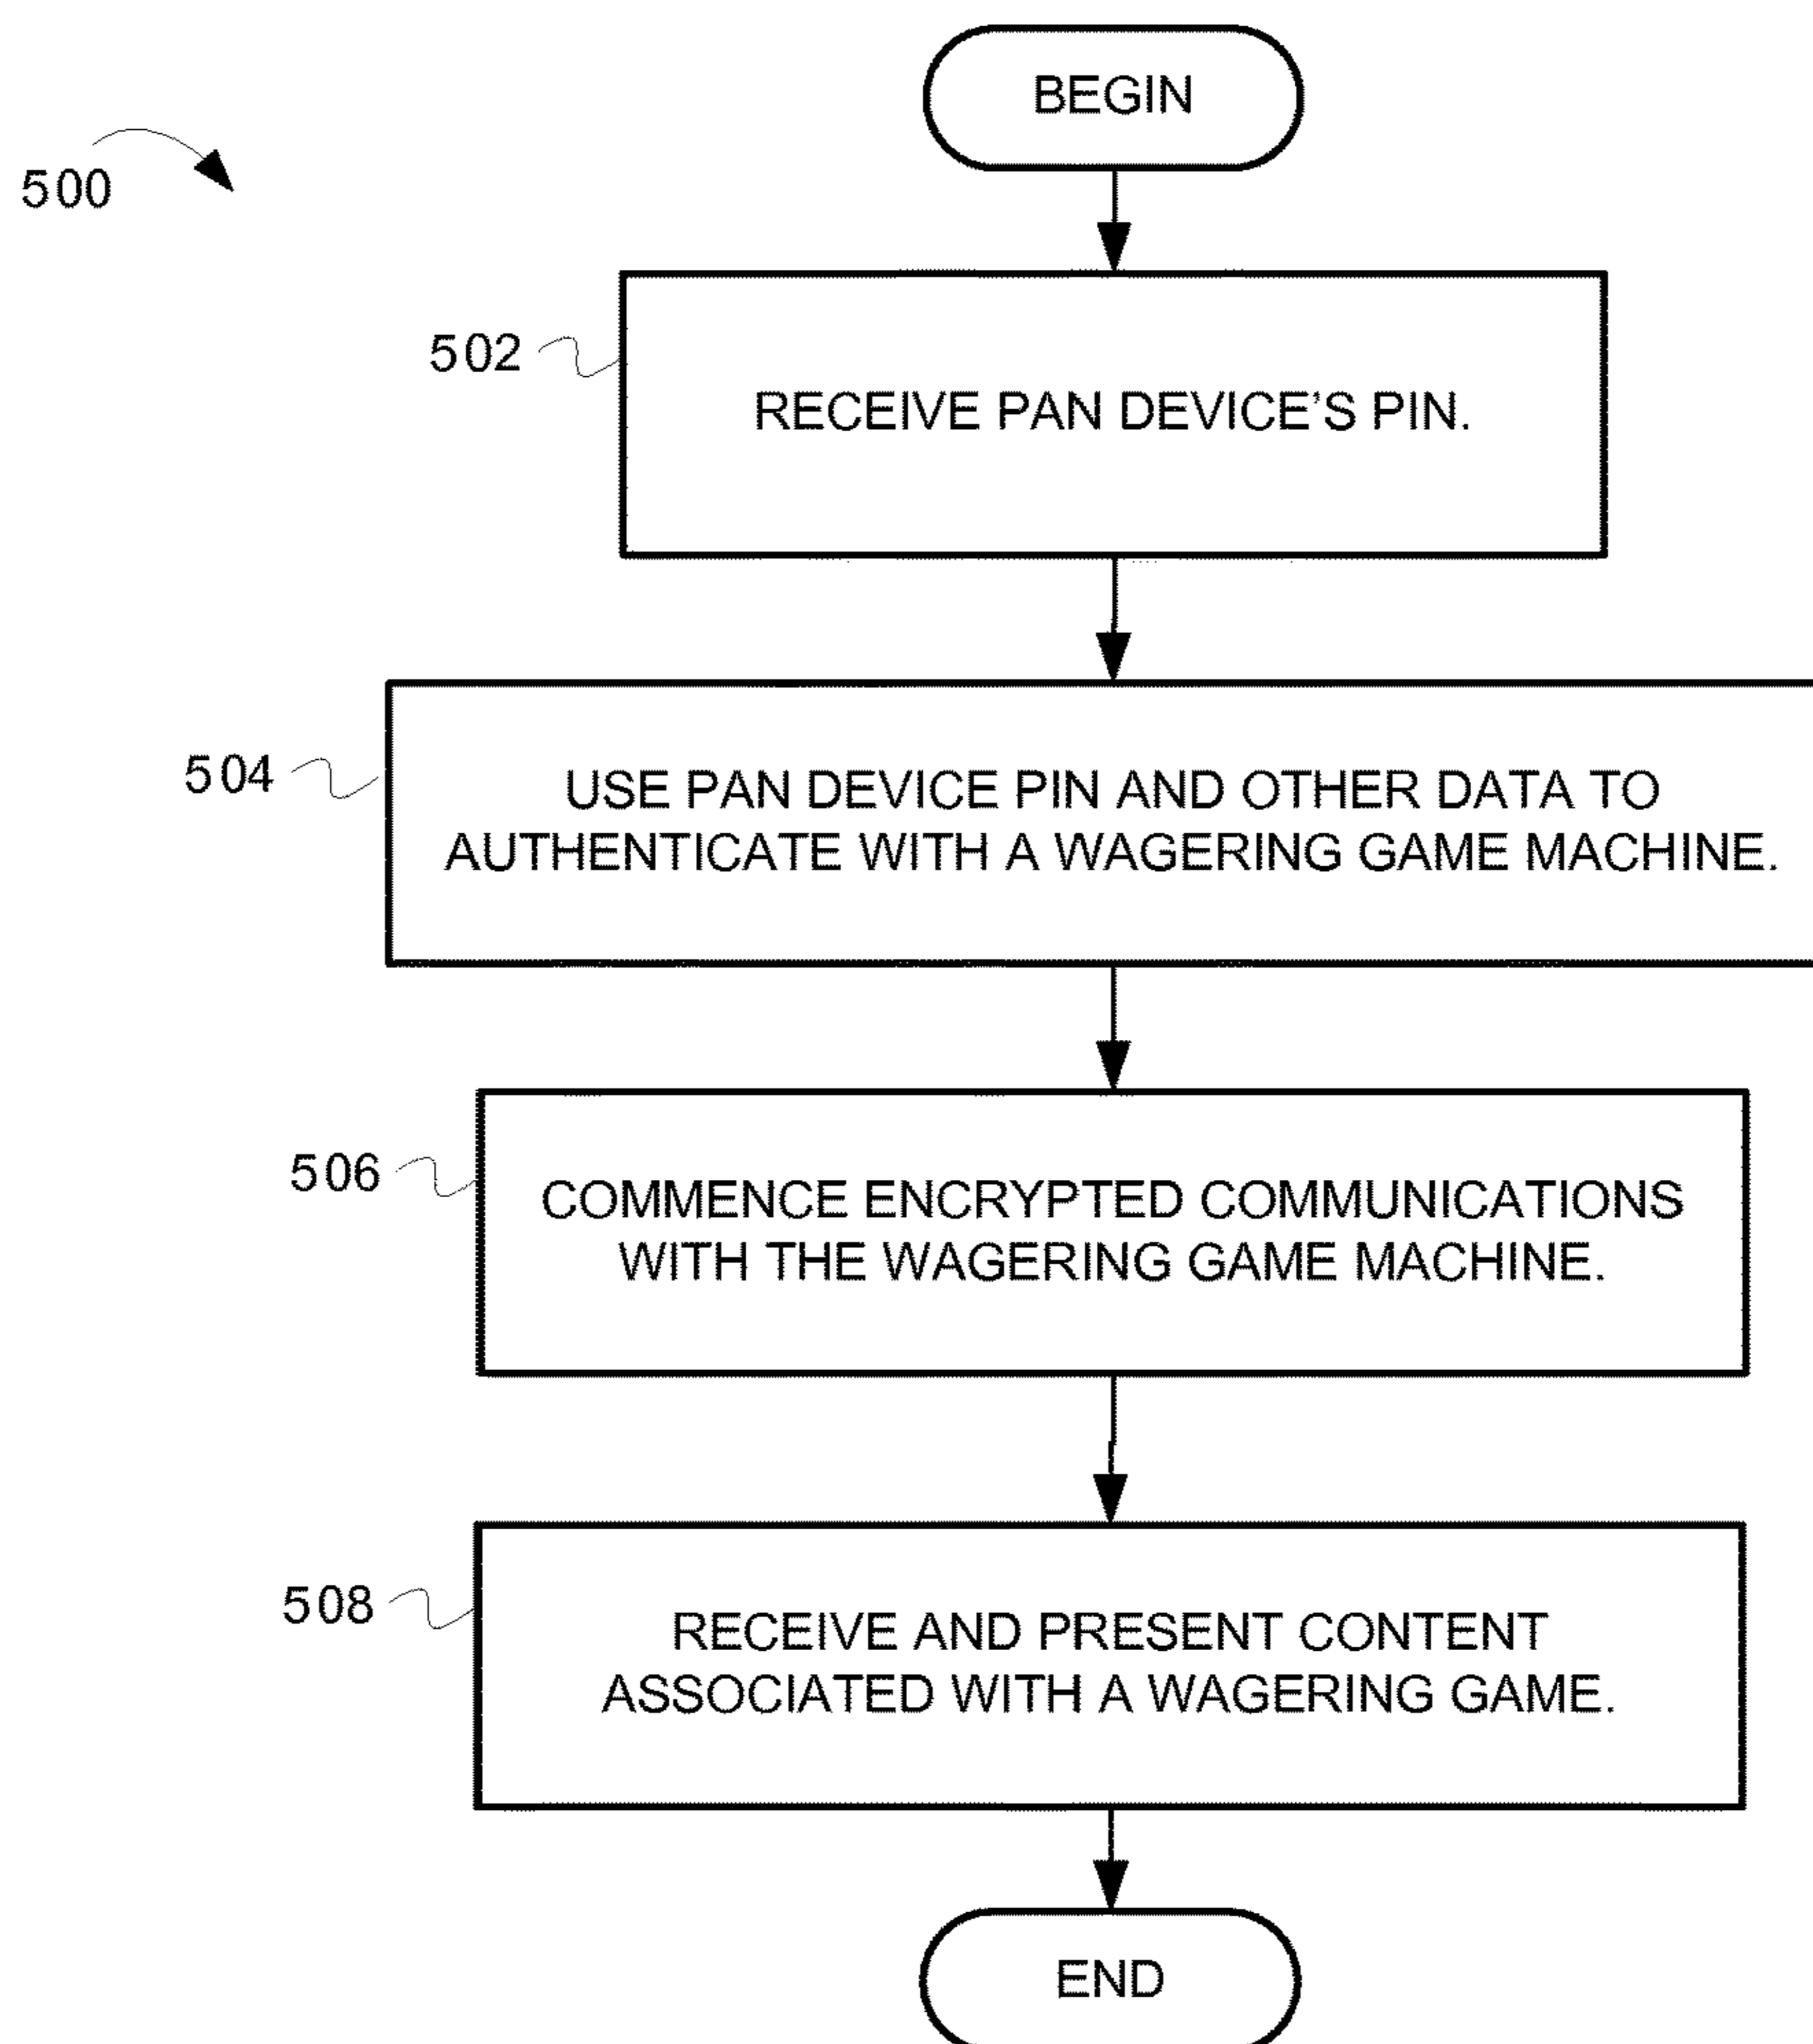 BEGIN
500
502
RECEIVE PAN DEVICE’S PIN.
504
USE PAN DEVICE PIN AND OTHER DATA TO
AUTHENTICATE WITH A WAGERING GAME MACHINE.
506
COMMENCE ENCRYPTED COMMUNICATIONS
WITH THE WAGERING GAME MACHINE.
508
RECEIVE AND PRESENT CONTENT
ASSOCIATED WITH A WAGERING GAME.
END